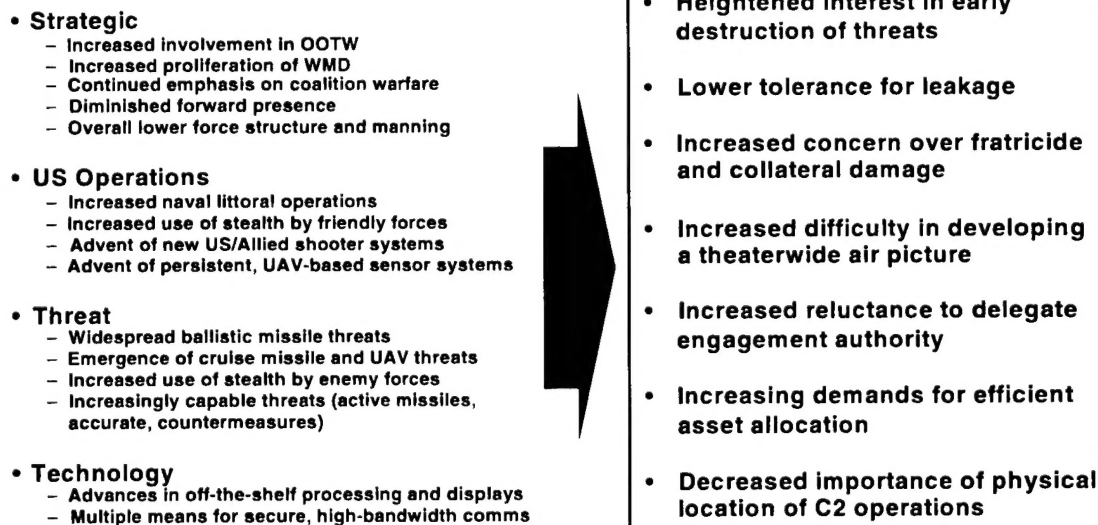 • Strategic
– Increased involvement in OOTW
– Increased proliferation of WMD
– Continued emphasis on coalition warfare
– Diminished forward presence
– Overall lower force structure and manning
• US Operations
– Increased naval littoral operations
– Increased use of stealth by friendly forces
– Advent of new US/Allied shooter systems
– Advent of persistent, UAV-based sensor systems
• Threat
– Widespread ballistic missile threats
– Emergence of cruise missile and UAV threats
– Increased use of stealth by enemy forces
– Increasingly capable threats (active missiles,
accurate, countermeasures)
• Technology
– Advances in off-the-shelf processing and displays
– Multiple means for secure, high-bandwidth comms
• Heightened interest in early
destruction of threats
• Lower tolerance for leakage
• Increased concern over fratricide
and collateral damage
• Increased difficulty in developing
a theaterwide air picture
• Increased reluctance to delegate
engagement authority
• Increasing demands for efficient
asset allocation
• Decreased importance of physical
location of C2 operations